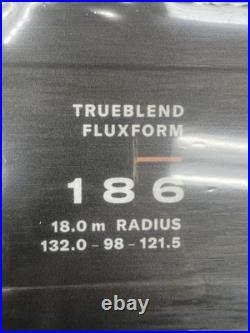 TRUEBLEND
FLUXFORM
186
18.0 m RADIUS
132.0 - 98 - 121.5